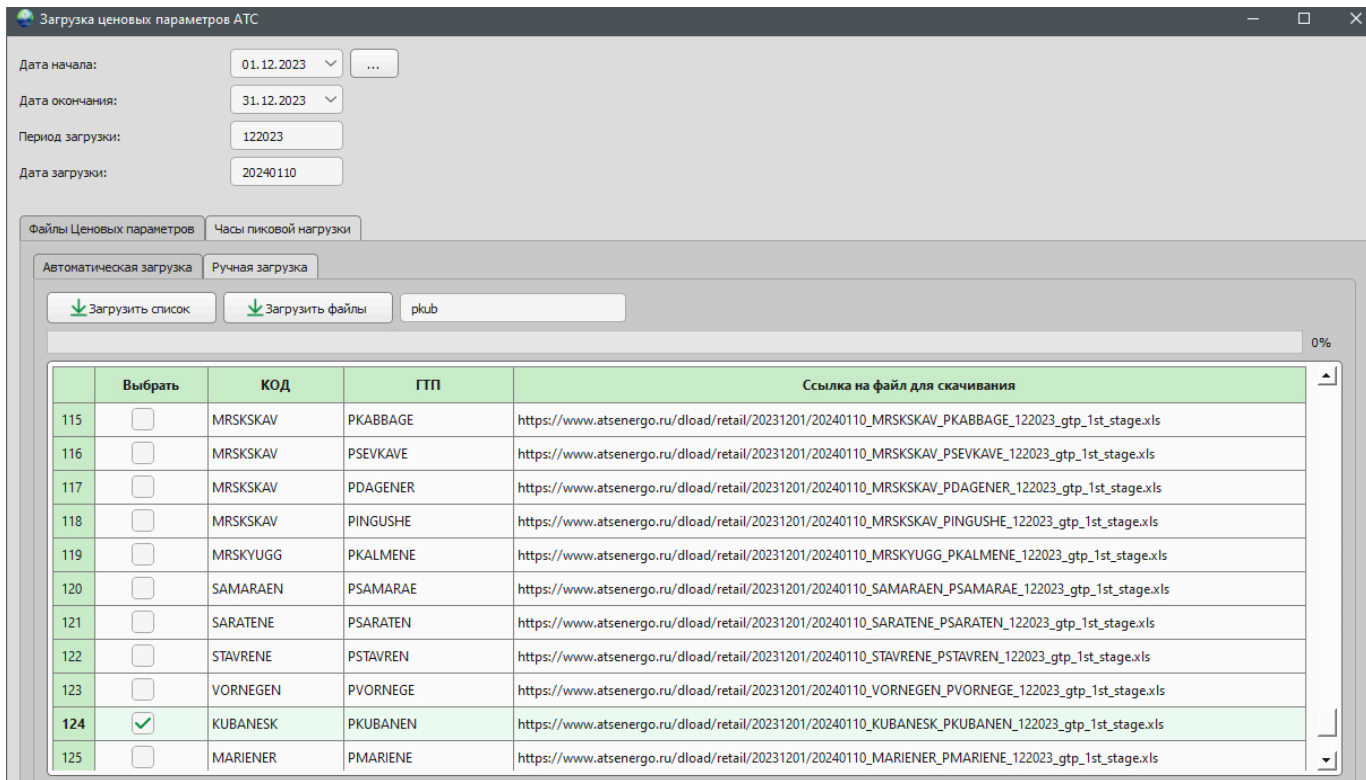 Загрузка ценовых параметров АТС
Дата начала: 01.12.2023 ...
Дата окончания: 31.12.2023
Период загрузки: 122023
Дата загрузки: 20240110
Файлы Ценовых параметров Часы пиковой нагрузки
Автоматическая загрузка Ручная загрузка
Загрузить список Загрузить файлы pkub
0%
Выбрать КОД ГТП Ссылка на файл для скачивания
115 MRSKSKAV PKABBAGE https://www.atsenergo.ru/dload/retail/20231201/20240110_MRSKSKAV_PKABBAGE_122023_gtp_1st_stage.xls
116 MRSKSKAV PSEVKAVE https://www.atsenergo.ru/dload/retail/20231201/20240110_MRSKSKAV_PSEVKAVE_122023_gtp_1st_stage.xls
117 MRSKSKAV PDAGENER https://www.atsenergo.ru/dload/retail/20231201/20240110_MRSKSKAV_PDAGENER_122023_gtp_1st_stage.xls
118 MRSKSKAV PINGUSHE https://www.atsenergo.ru/dload/retail/20231201/20240110_MRSKSKAV_PINGUSHE_122023_gtp_1st_stage.xls
119 MRSKYUGG PKALMENE https://www.atsenergo.ru/dload/retail/20231201/20240110_MRSKYUGG_PKALMENE_122023_gtp_1st_stage.xls
120 SAMARAEN PSAMARAE https://www.atsenergo.ru/dload/retail/20231201/20240110_SAMARAEN_PSAMARAE_122023_gtp_1st_stage.xls
121 SARATENE PSARATEN https://www.atsenergo.ru/dload/retail/20231201/20240110_SARATENE_PSARATEN_122023_gtp_1st_stage.xls
122 STAVRENE PSTAVREN https://www.atsenergo.ru/dload/retail/20231201/20240110_STAVRENE_PSTAVREN_122023_gtp_1st_stage.xls
123 VORNEGEN PVORNEGE https://www.atsenergo.ru/dload/retail/20231201/20240110_VORNEGEN_PVORNEGE_122023_gtp_1st_stage.xls
124 KUBANESK PKUBANEN https://www.atsenergo.ru/dload/retail/20231201/20240110_KUBANESK_PKUBANEN_122023_gtp_1st_stage.xls
125 MARIENER PMARIENE https://www.atsenergo.ru/dload/retail/20231201/20240110_MARIENER_PMARIENE_122023_gtp_1st_stage.xls